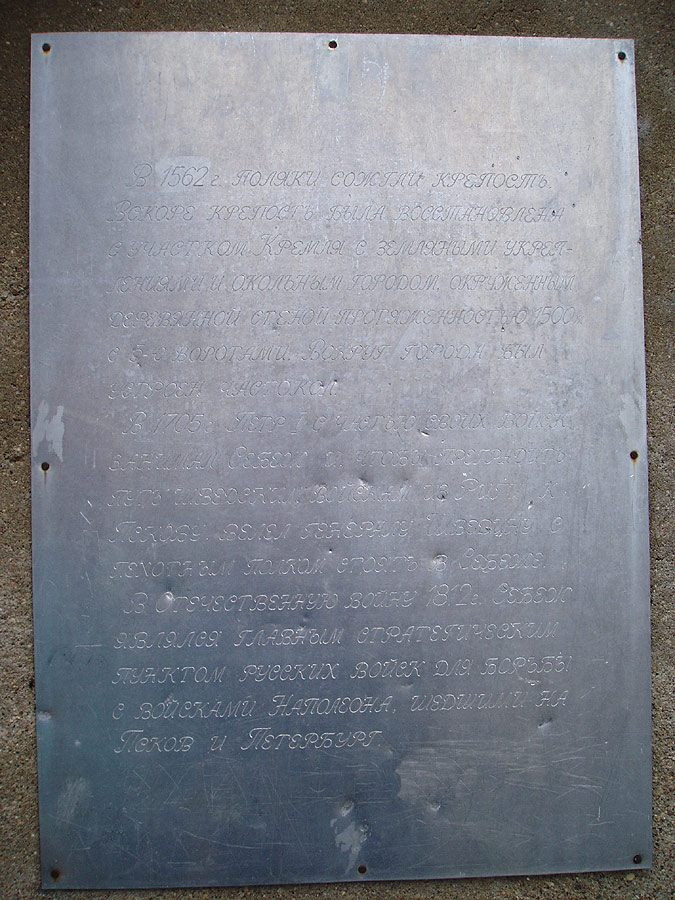 В 1562 г. поляки сожгли крепость.
Вскоре крепость была восстановлена
с участком Кремля с земляными укреп-
лениями и окольным городом, окруженным
деревянной стеной протяженностью 1500 м.
с 5-ю воротами. Вокруг города был
устроен частокол.
В 1705 г. Петр I с частью своих войск
занимал Себеж и, чтобы преградить
путь шведским войскам из Риги к
Пскову, велел генералу Шведену с
пехотным полком стоять в Себеже.
В Отечественную войну 1812 г. Себеж
являлся главным стратегическим
пунктом русских войск для борьбы
с войсками Наполеона, шедшими на
Псков и Петербург.